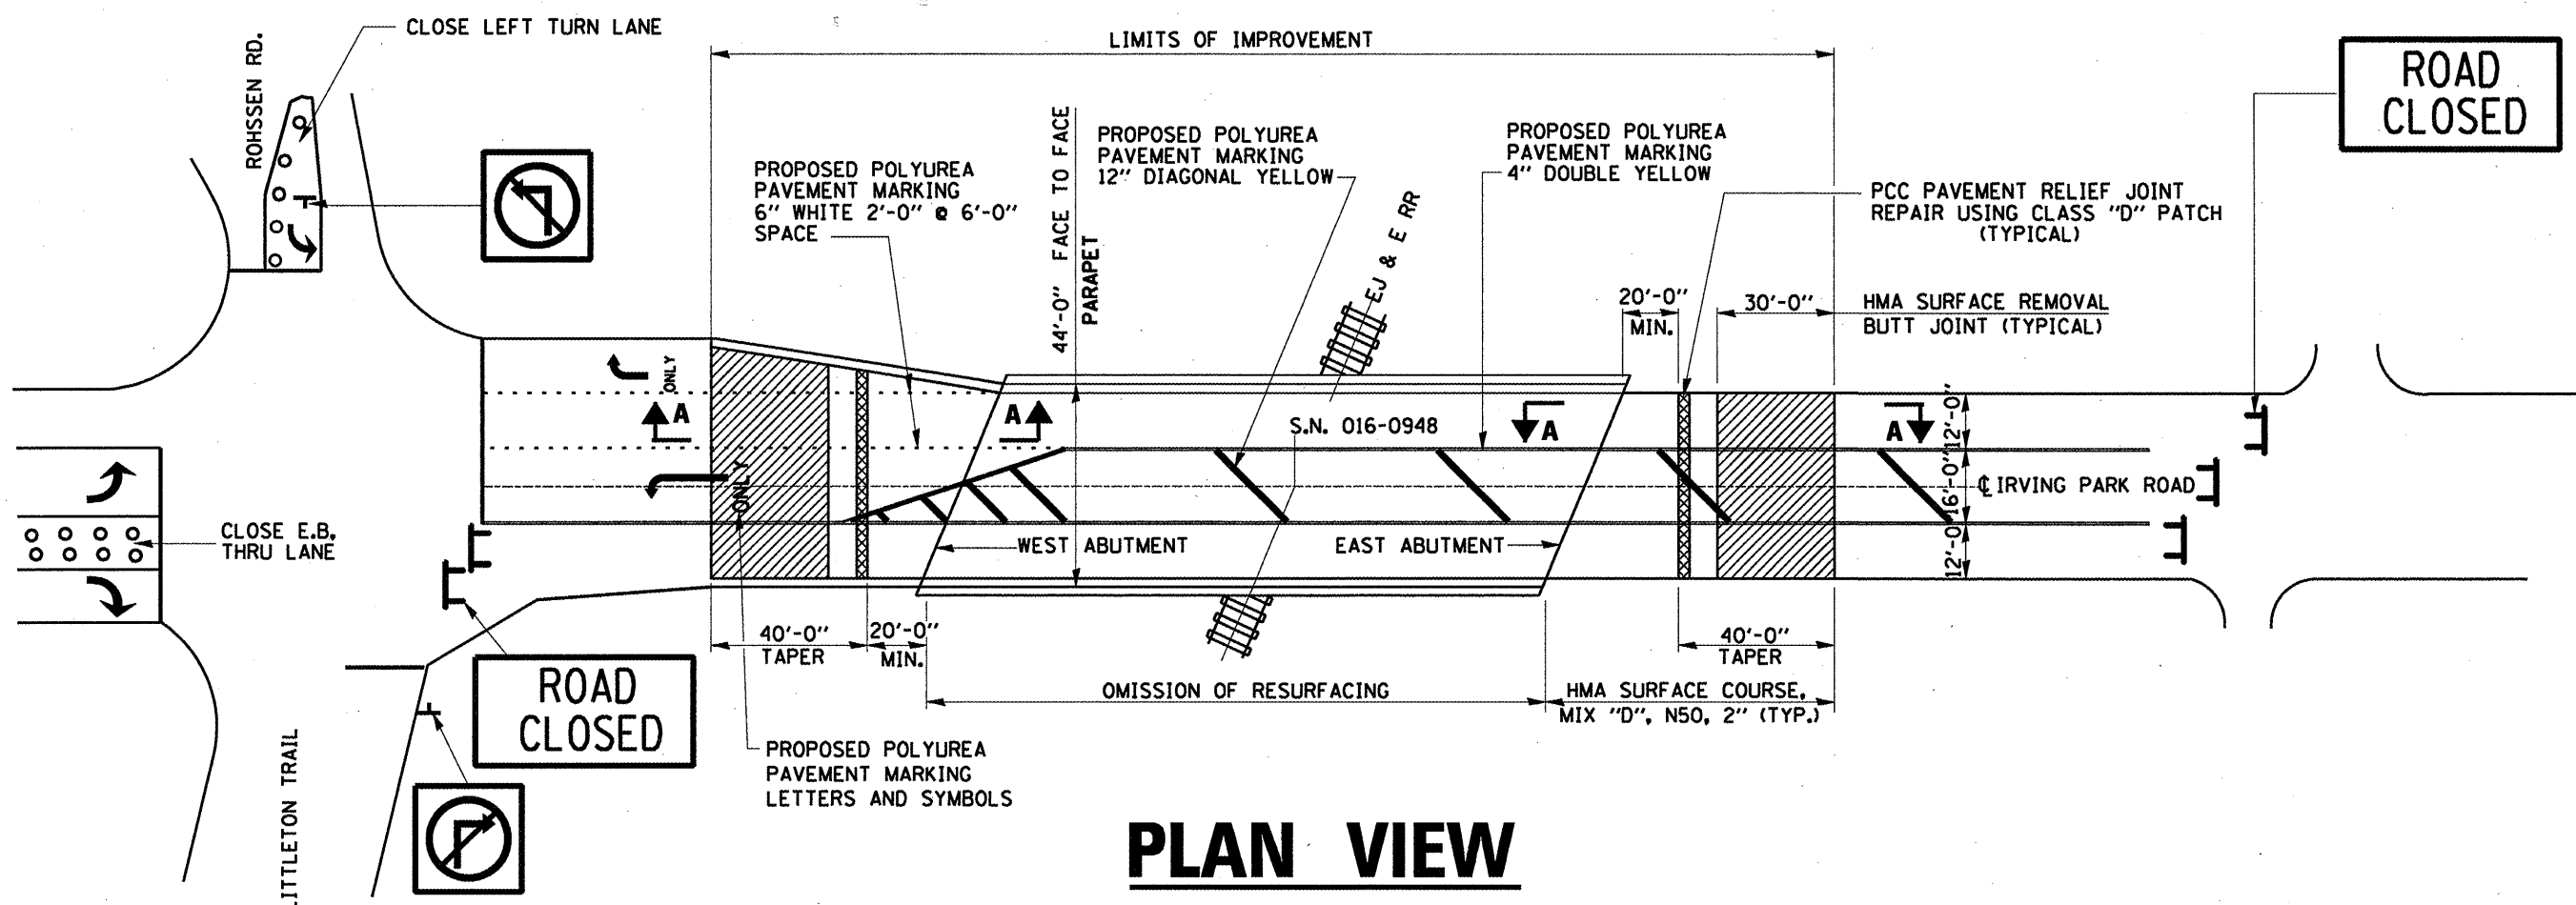 CLOSE LEFT TURN LANE
ROHSSEN RD.
LIMITS OF IMPROVEMENT
ROAD
CLOSED
PROPOSED POLYUREA
PAVEMENT MARKING
6" WHITE 2'-0" @ 6'-0"
SPACE
44'-0" FACE TO FACE
PARAPET
PROPOSED POLYUREA
PAVEMENT MARKING
12" DIAGONAL YELLOW
PROPOSED POLYUREA
PAVEMENT MARKING
4" DOUBLE YELLOW
EJ & E RR
PCC PAVEMENT RELIEF JOINT
REPAIR USING CLASS "D" PATCH
(TYPICAL)
20'-0"
MIN.
30'-0"
HMA SURFACE REMOVAL
BUTT JOINT (TYPICAL)
ONLY
A
A
A
A
S.N. 016-0948
12'-0"
16'-0"
12'-0"
ONLY
℄ IRVING PARK ROAD
CLOSE E.B.
THRU LANE
WEST ABUTMENT
EAST ABUTMENT
40'-0"
TAPER
20'-0"
MIN.
40'-0"
TAPER
OMISSION OF RESURFACING
HMA SURFACE COURSE,
MIX "D", N50, 2" (TYP.)
ROAD
CLOSED
LITTLETON TRAIL
PROPOSED POLYUREA
PAVEMENT MARKING
LETTERS AND SYMBOLS
PLAN VIEW